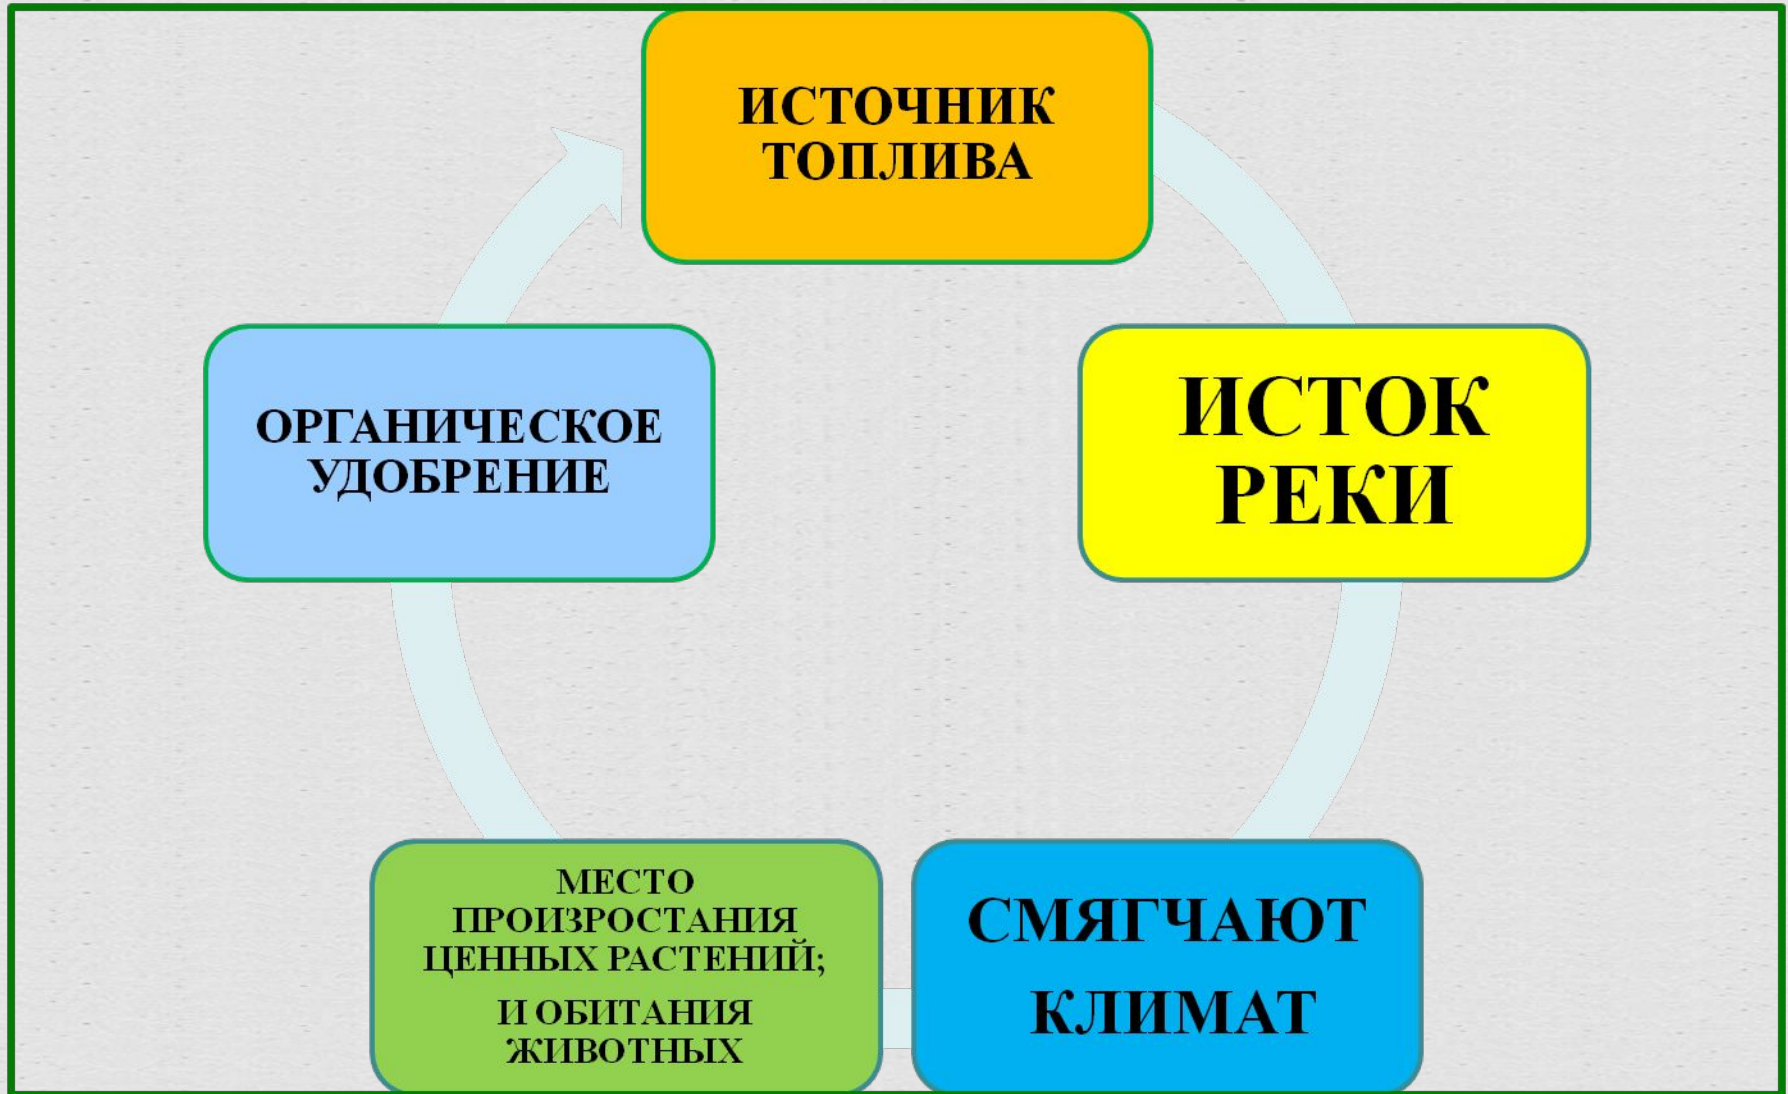 ИСТОЧНИК
ТОПЛИВА
ИСТОК
РЕКИ
СМЯГЧАЮТ
КЛИМАТ
МЕСТО
ПРОИЗРОСТАНИЯ
ЦЕННЫХ РАСТЕНИЙ;
И ОБИТАНИЯ
ЖИВОТНЫХ
ОРГАНИЧЕСКОЕ
УДОБРЕНИЕ